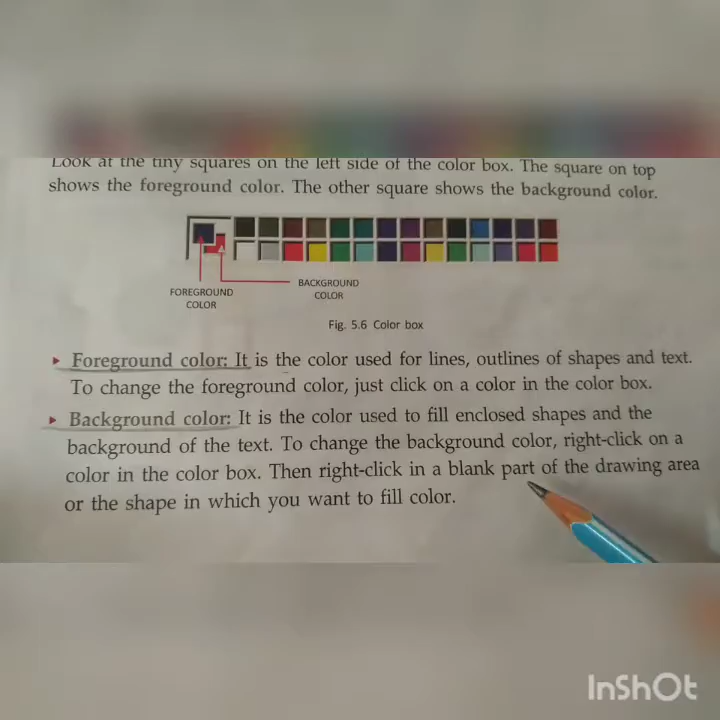 Look at the tiny squares on the left side of the color box. The square on top
shows the foreground color. The other square shows the background color.
FOREGROUND
COLOR
BACKGROUND
COLOR
Fig. 5.6 Color box
Foreground color: It is the color used for lines, outlines of shapes and text.
To change the foreground color, just click on a color in the color box.
Background color: It is the color used to fill enclosed shapes and the
background of the text. To change the background color, right-click on a
color in the color box. Then right-click in a blank part of the drawing area
or the shape in which you want to fill color.
InShOt